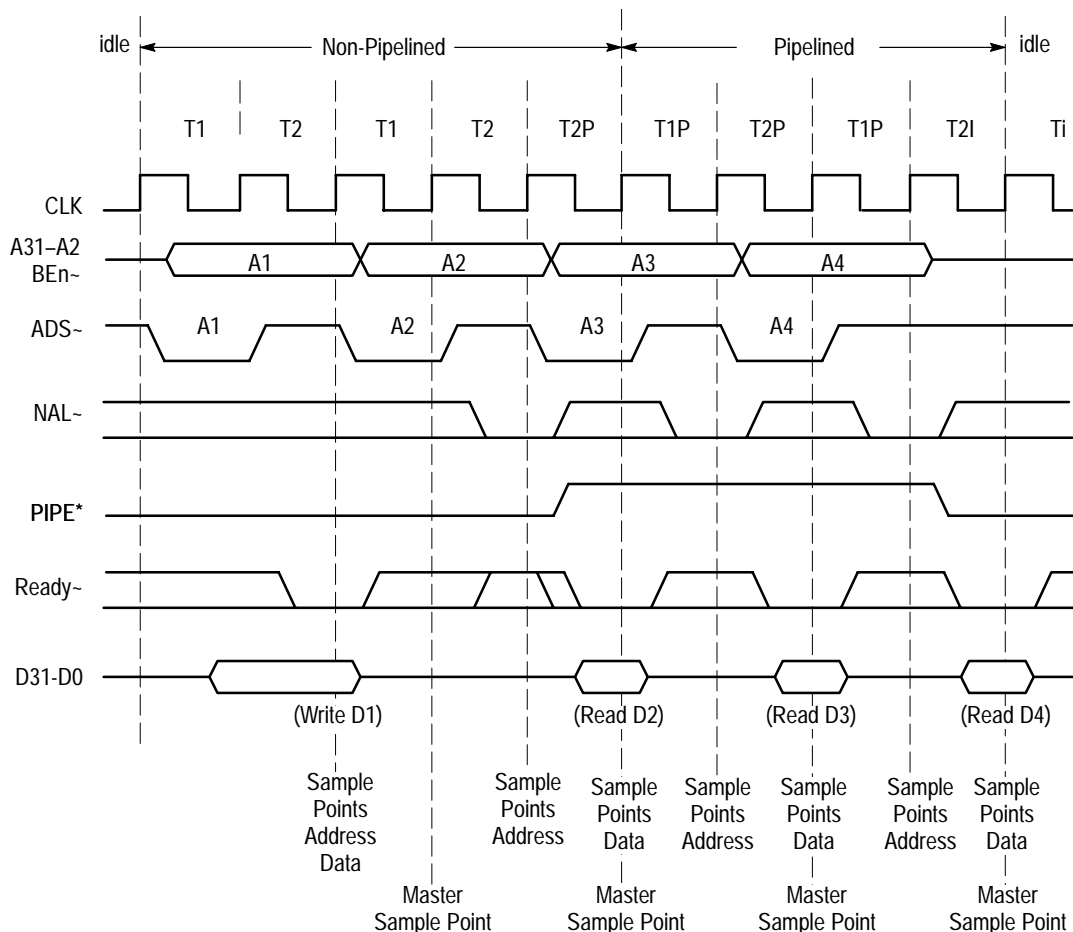 idle Non-Pipelined Pipelined idle
T1 T2 T1 T2 T2P T1P T2P T1P T2I Ti
CLK
A31–A2
BEn~
A1 A2 A3 A4
ADS~
A1 A2 A3 A4
NAL~
PIPE*
Ready~
D31-D0
(Write D1) (Read D2) (Read D3) (Read D4)
Sample Points Address Data
Sample Points Address
Sample Points Data
Sample Points Address
Sample Points Data
Sample Points Address
Sample Points Data
Master Sample Point
Master Sample Point
Master Sample Point
Master Sample Point